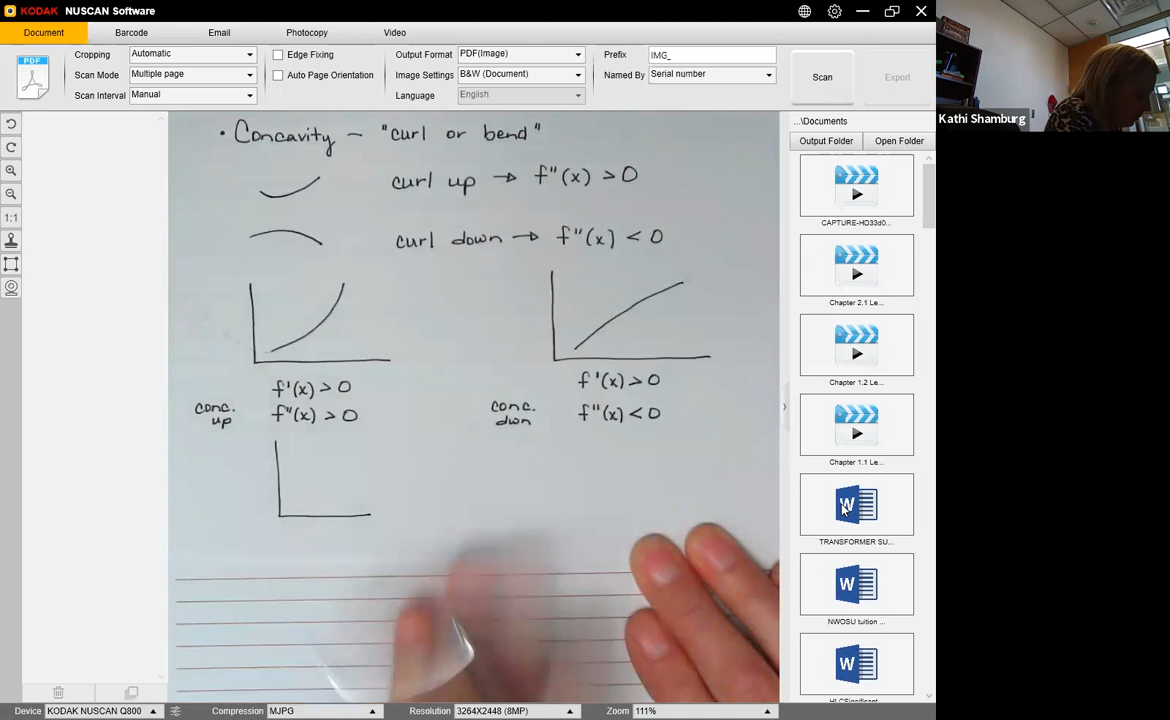 KODAK NUSCAN Software
Document
Barcode
Email
Photocopy
Video
PDF
Cropping
Automatic
Scan Mode
Multiple page
Scan Interval
Manual
Edge Fixing
Auto Page Orientation
Output Format
PDF(Image)
Image Settings
B&W (Document)
Language
English
Prefix
IMG_
Named By
Serial number
Scan
Export
Kathi Shamburg
1:1
• Concavity – "curl or bend"
curl up → f"(x) > 0
curl down → f"(x) < 0
f'(x) > 0
conc. up
f"(x) > 0
f'(x) > 0
conc. down
f"(x) < 0
...\Documents
Output Folder
Open Folder
CAPTURE-HD33d0...
Chapter 2.1 Le...
Chapter 1.2 Le...
Chapter 1.1 Le...
W
TRANSFORMER SU...
W
NWOSU tuition ...
W
Device
KODAK NUSCAN Q800
Compression
MJPG
Resolution
3264X2448 (8MP)
Zoom
111%